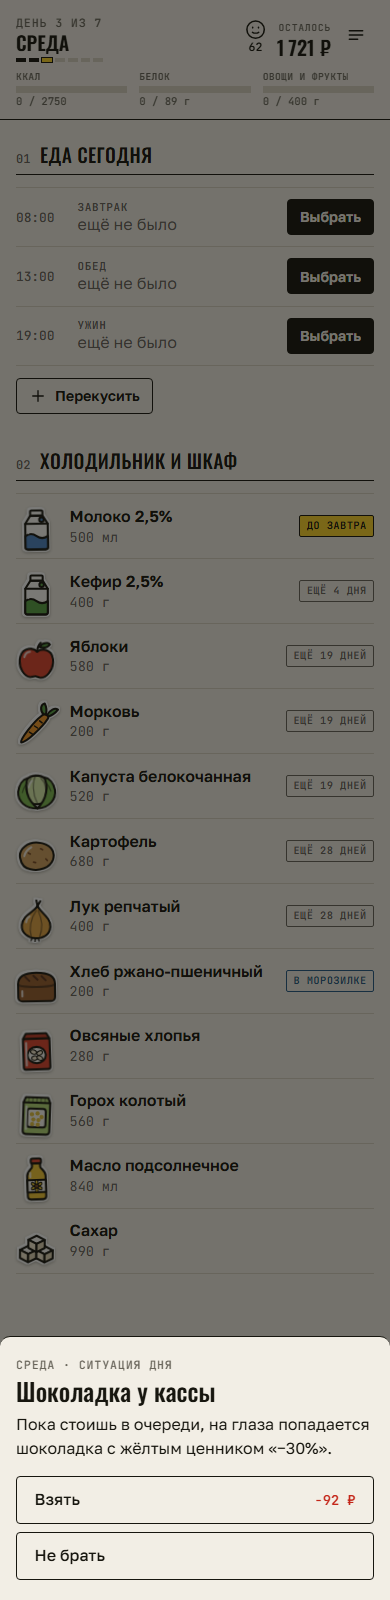 ДЕНЬ 3 ИЗ 7
СРЕДА
62
ОСТАЛОСЬ
1 721 ₽
ККАЛ
0 / 2750
БЕЛОК
0 / 89 г
ОВОЩИ И ФРУКТЫ
0 / 400 г
01 ЕДА СЕГОДНЯ
08:00
ЗАВТРАК
ещё не было
Выбрать
13:00
ОБЕД
ещё не было
Выбрать
19:00
УЖИН
ещё не было
Выбрать
+ Перекусить
02 ХОЛОДИЛЬНИК И ШКАФ
Молоко 2,5%
500 мл
ДО ЗАВТРА
Кефир 2,5%
400 г
ЕЩЁ 4 ДНЯ
Яблоки
580 г
ЕЩЁ 19 ДНЕЙ
Морковь
200 г
ЕЩЁ 19 ДНЕЙ
Капуста белокочанная
520 г
ЕЩЁ 19 ДНЕЙ
Картофель
680 г
ЕЩЁ 28 ДНЕЙ
Лук репчатый
400 г
ЕЩЁ 28 ДНЕЙ
Хлеб ржано-пшеничный
200 г
В МОРОЗИЛКЕ
Овсяные хлопья
280 г
Горох колотый
560 г
Масло подсолнечное
840 мл
Сахар
990 г
СРЕДА · СИТУАЦИЯ ДНЯ
Шоколадка у кассы
Пока стоишь в очереди, на глаза попадается
шоколадка с жёлтым ценником «−30%».
Взять
-92 ₽
Не брать